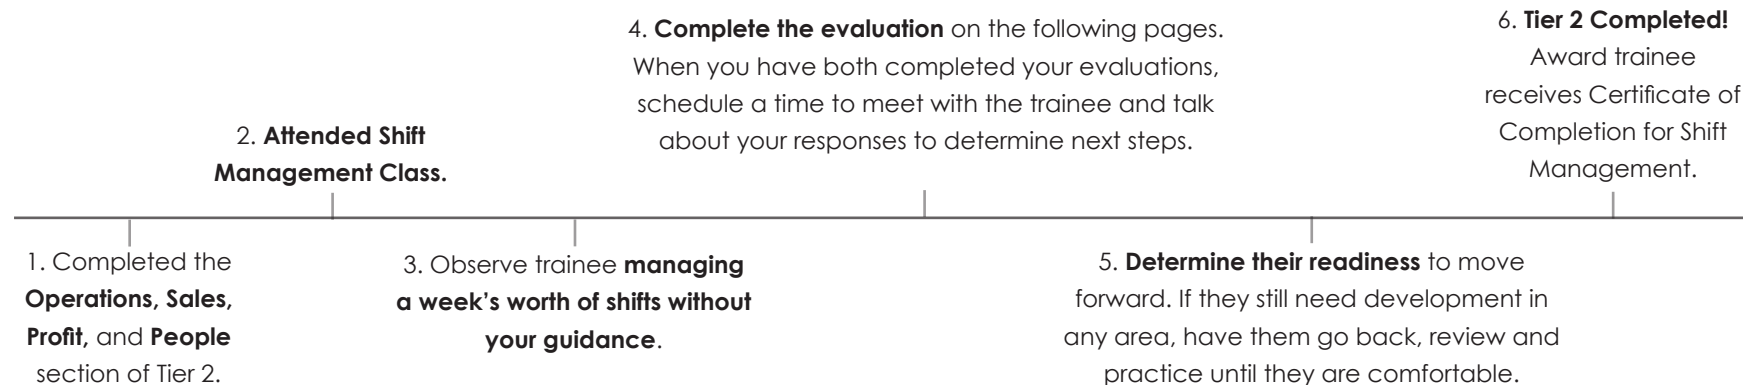 1. Completed the
Operations, Sales,
Profit, and People
section of Tier 2.
2. Attended Shift
Management Class.
3. Observe trainee managing
a week's worth of shifts without
your guidance.
4. Complete the evaluation on the following pages.
When you have both completed your evaluations,
schedule a time to meet with the trainee and talk
about your responses to determine next steps.
5. Determine their readiness to move
forward. If they still need development in
any area, have them go back, review and
practice until they are comfortable.
6. Tier 2 Completed!
Award trainee
receives Certificate of
Completion for Shift
Management.